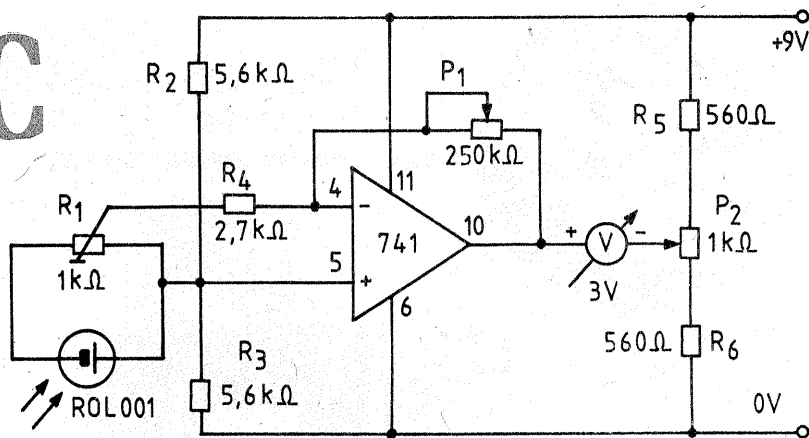 C
+9V
R2 5,6kΩ
P1
250kΩ
R5 560Ω
R4
2,7kΩ
4
-
11
R1
1kΩ
741
10
+ V -
3V
P2
1kΩ
5
+
6
R3
5,6kΩ
560Ω R6
ROL001
0V